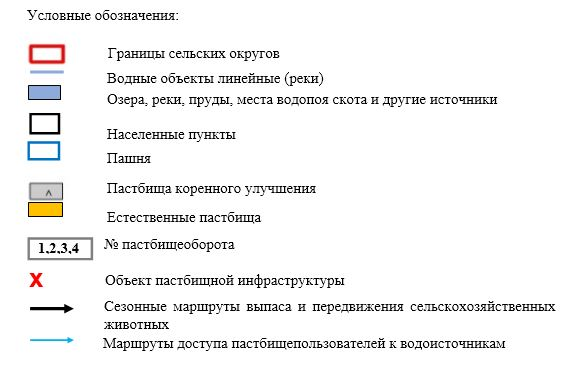 Условные обозначения:
Границы сельских округов
Водные объекты линейные (реки)
Озера, реки, пруды, места водопоя скота и другие источники
Населенные пункты
Пашня
Пастбища коренного улучшения
Естественные пастбища
1,2,3,4 № пастбищеоборота
X Объект пастбищной инфраструктуры
Сезонные маршруты выпаса и передвижения сельскохозяйственных
животных
Маршруты доступа пастбищепользователей к водоисточникам